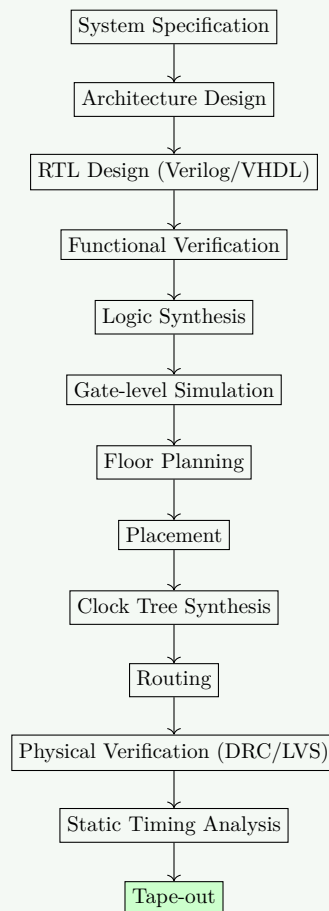 System Specification
Architecture Design
RTL Design (Verilog/VHDL)
Functional Verification
Logic Synthesis
Gate-level Simulation
Floor Planning
Placement
Clock Tree Synthesis
Routing
Physical Verification (DRC/LVS)
Static Timing Analysis
Tape-out